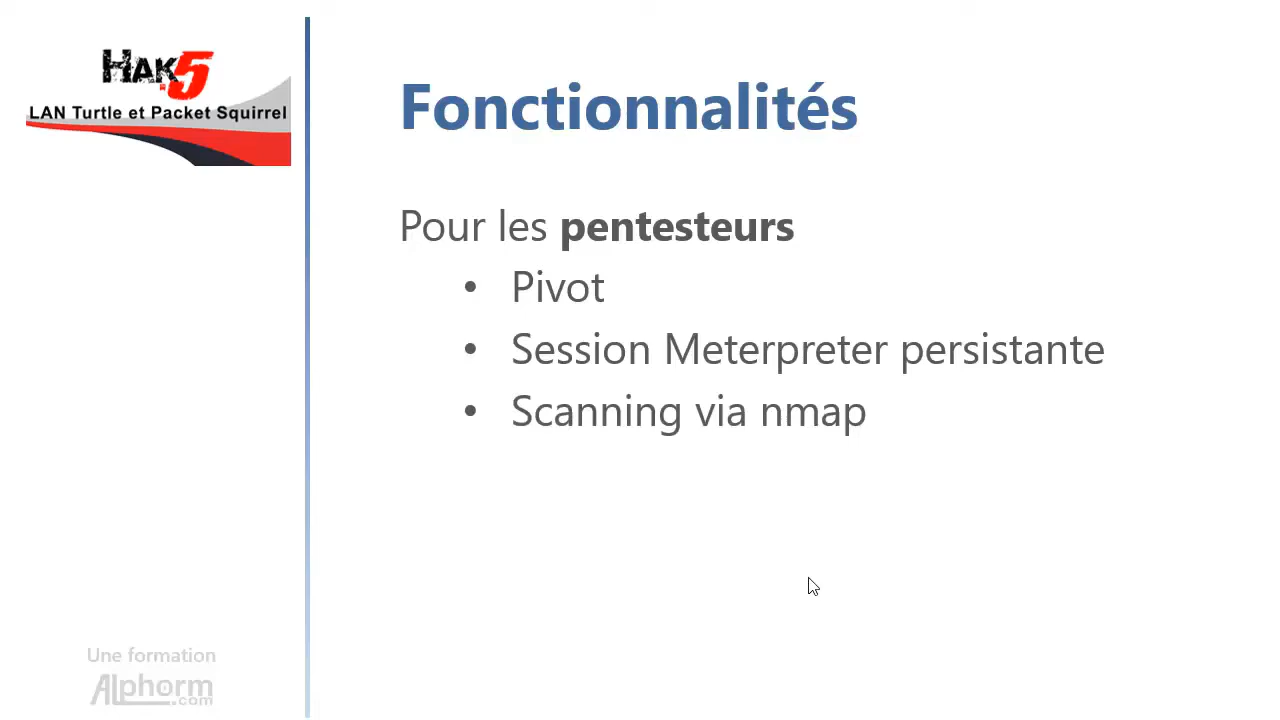 HAK5
LAN Turtle et Packet Squirrel
Fonctionnalités
Pour les pentesteurs
• Pivot
• Session Meterpreter persistante
• Scanning via nmap
Une formation
Alphorm
.com